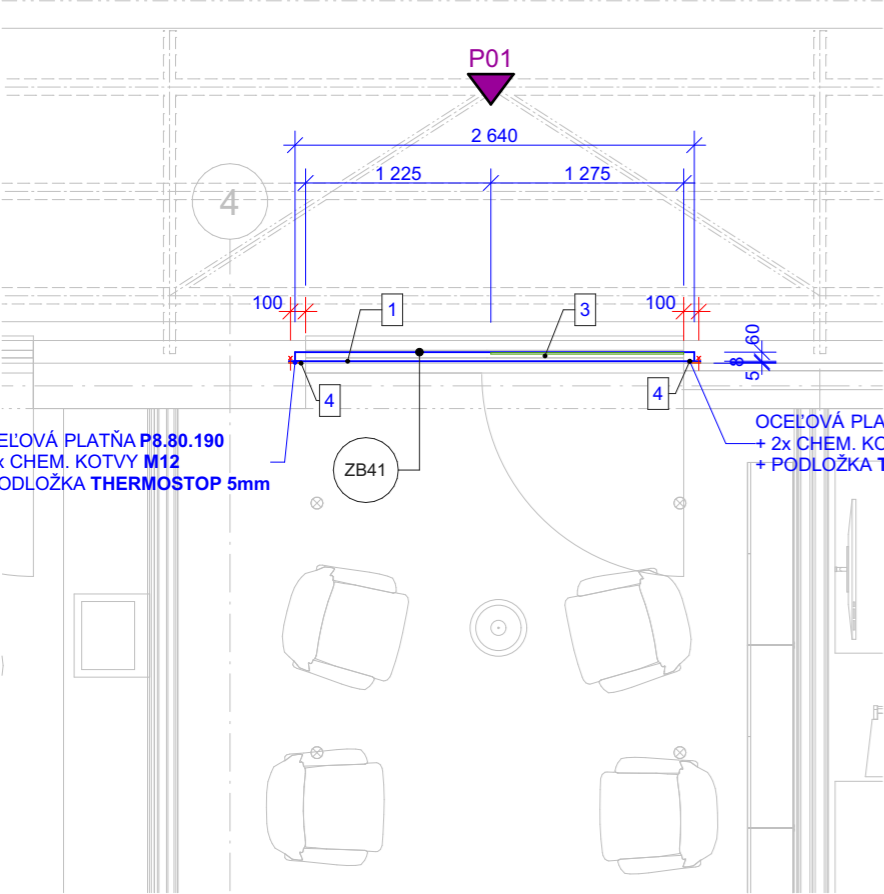 P01
2 640
1 225
1 275
4
100
1
3
100
60
8
5
4
4
EĽOVÁ PLATŇA P8.80.190
x CHEM. KOTVY M12
ODLOŽKA THERMOSTOP 5mm
ZB41
OCEĽOVÁ PLA
+ 2x CHEM. KO
+ PODLOŽKA T